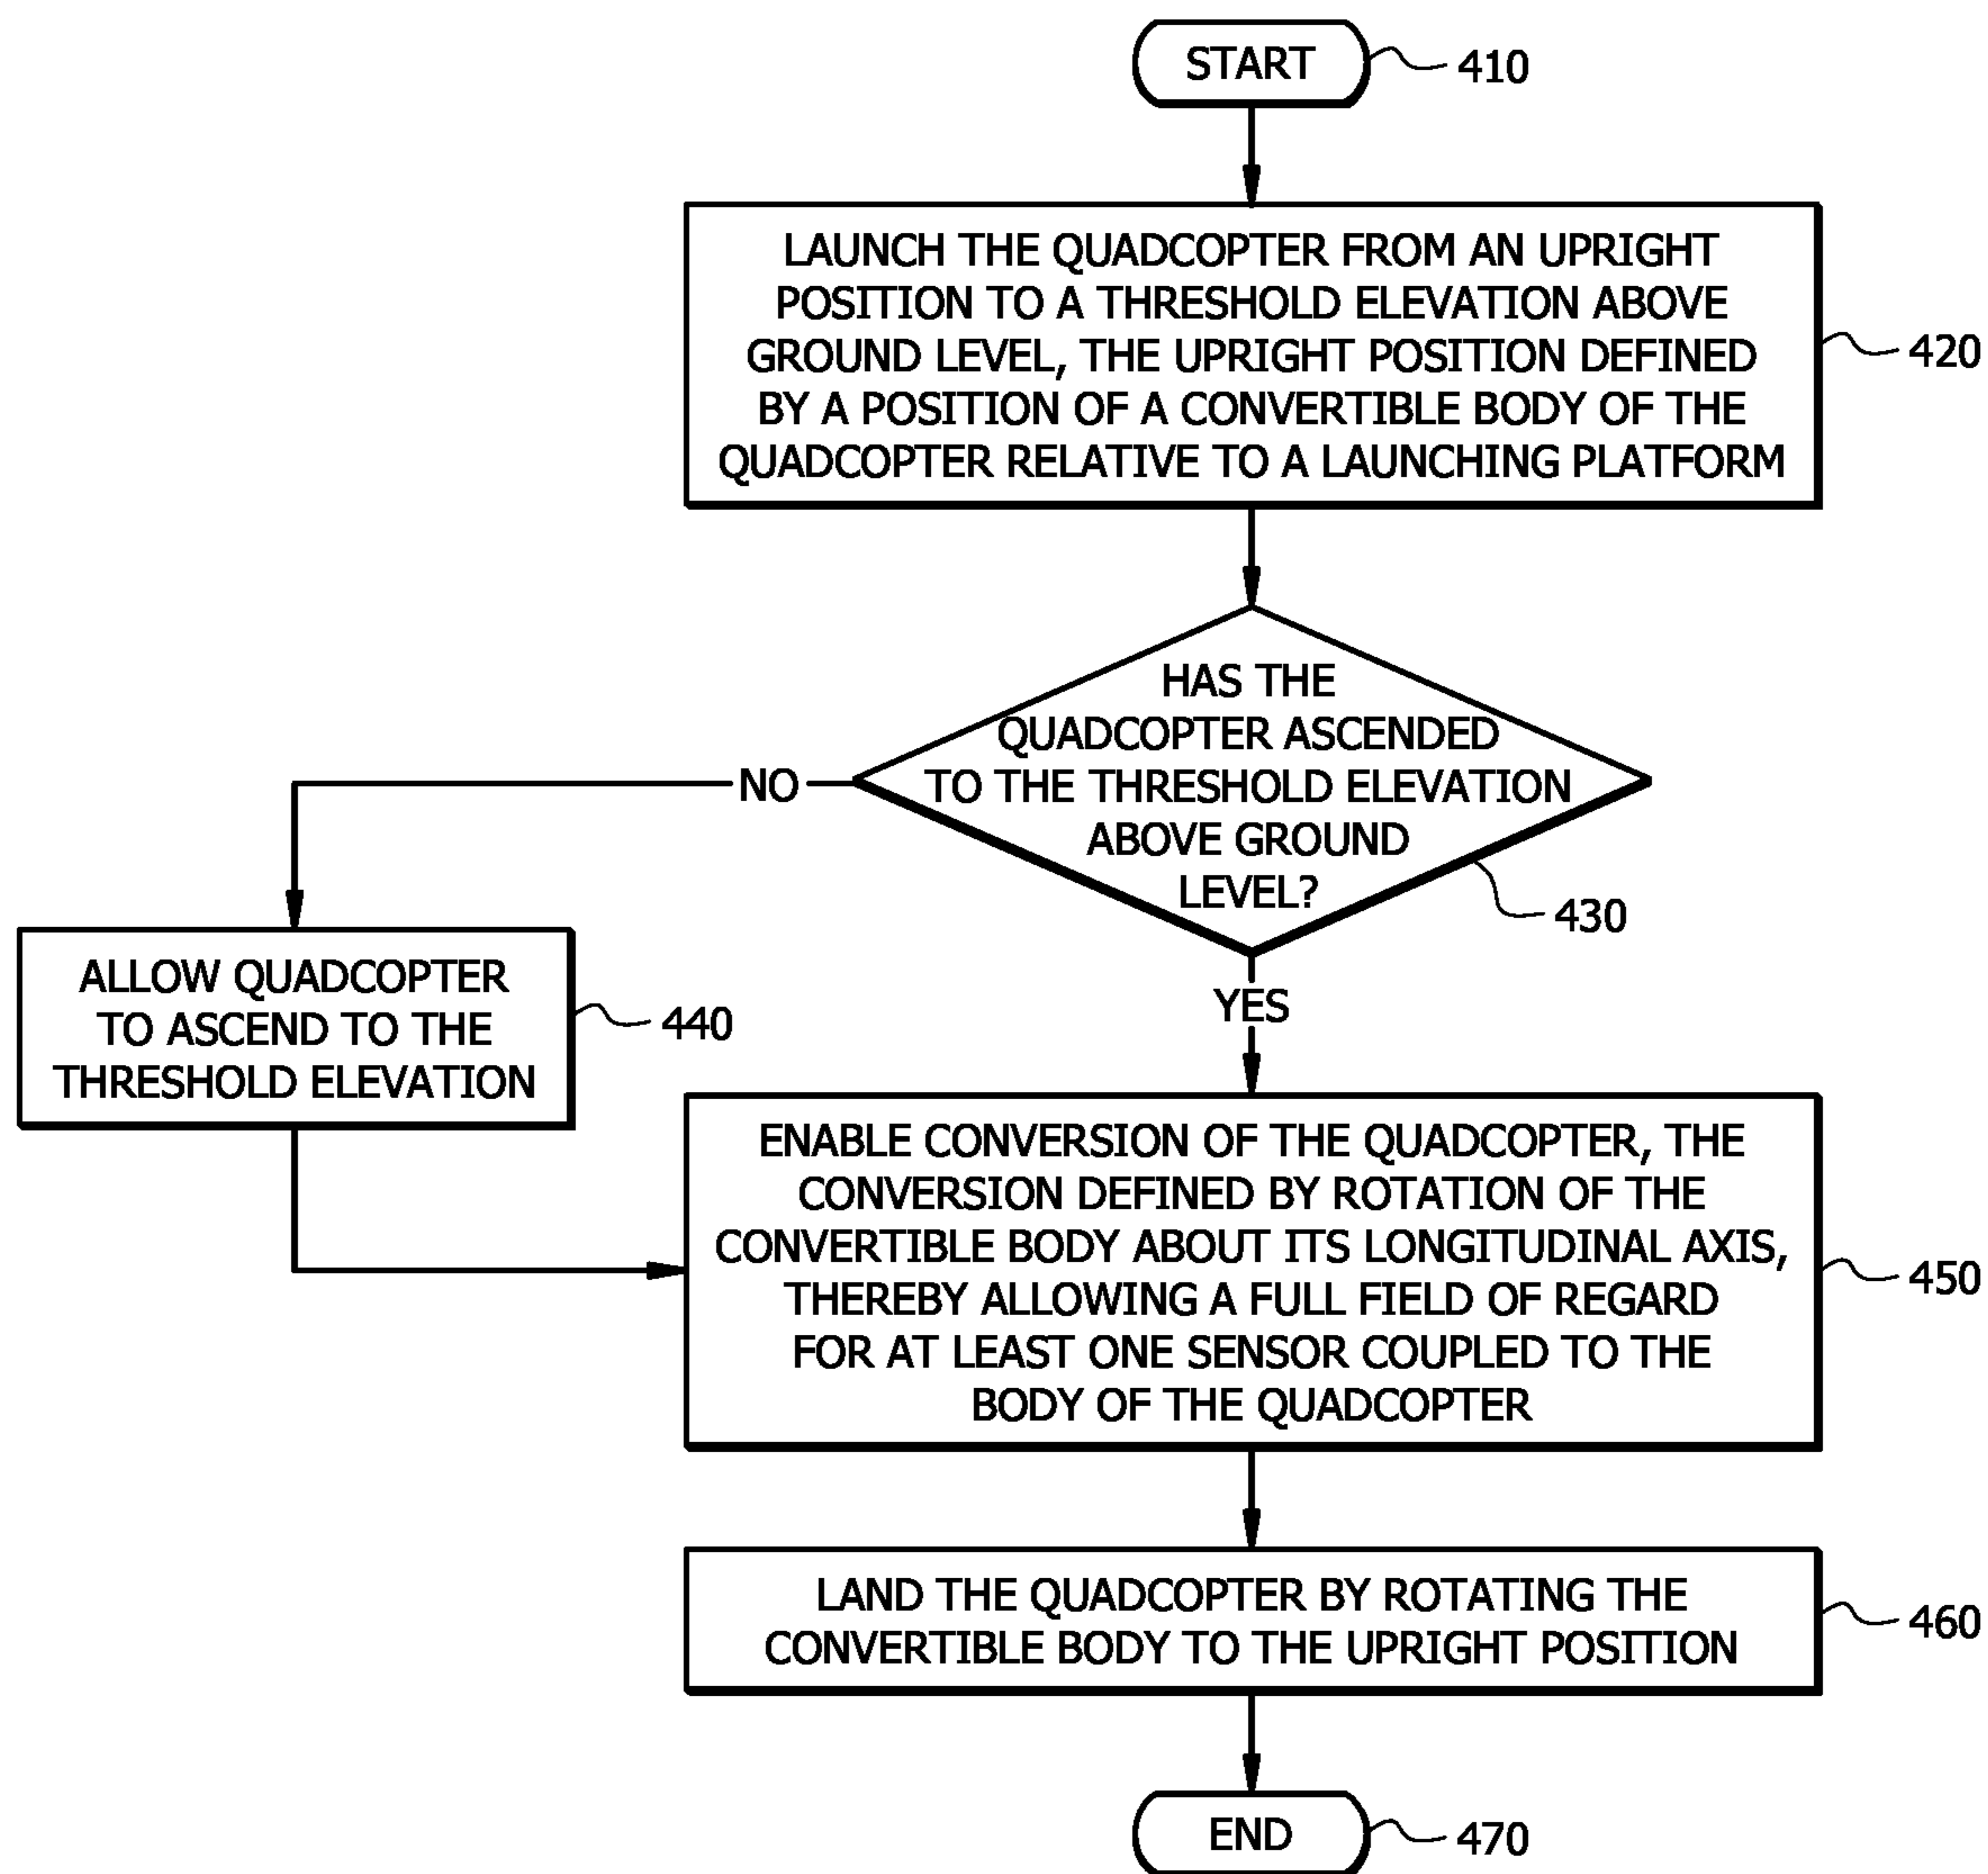 START
410
LAUNCH THE QUADCOPTER FROM AN UPRIGHT
POSITION TO A THRESHOLD ELEVATION ABOVE
GROUND LEVEL, THE UPRIGHT POSITION DEFINED
BY A POSITION OF A CONVERTIBLE BODY OF THE
QUADCOPTER RELATIVE TO A LAUNCHING PLATFORM
420
HAS THE
QUADCOPTER ASCENDED
TO THE THRESHOLD ELEVATION
ABOVE GROUND
LEVEL?
430
NO
ALLOW QUADCOPTER
TO ASCEND TO THE
THRESHOLD ELEVATION
440
YES
ENABLE CONVERSION OF THE QUADCOPTER, THE
CONVERSION DEFINED BY ROTATION OF THE
CONVERTIBLE BODY ABOUT ITS LONGITUDINAL AXIS,
THEREBY ALLOWING A FULL FIELD OF REGARD
FOR AT LEAST ONE SENSOR COUPLED TO THE
BODY OF THE QUADCOPTER
450
LAND THE QUADCOPTER BY ROTATING THE
CONVERTIBLE BODY TO THE UPRIGHT POSITION
460
END
470